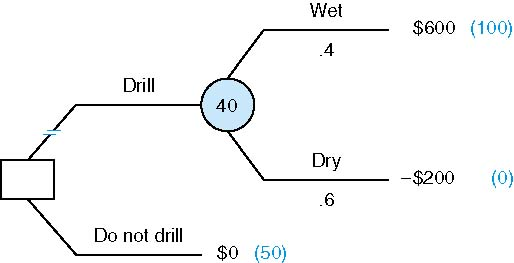 Wet
$600 (100)
.4
Drill
40
Dry
–$200 (0)
.6
Do not drill
$0 (50)